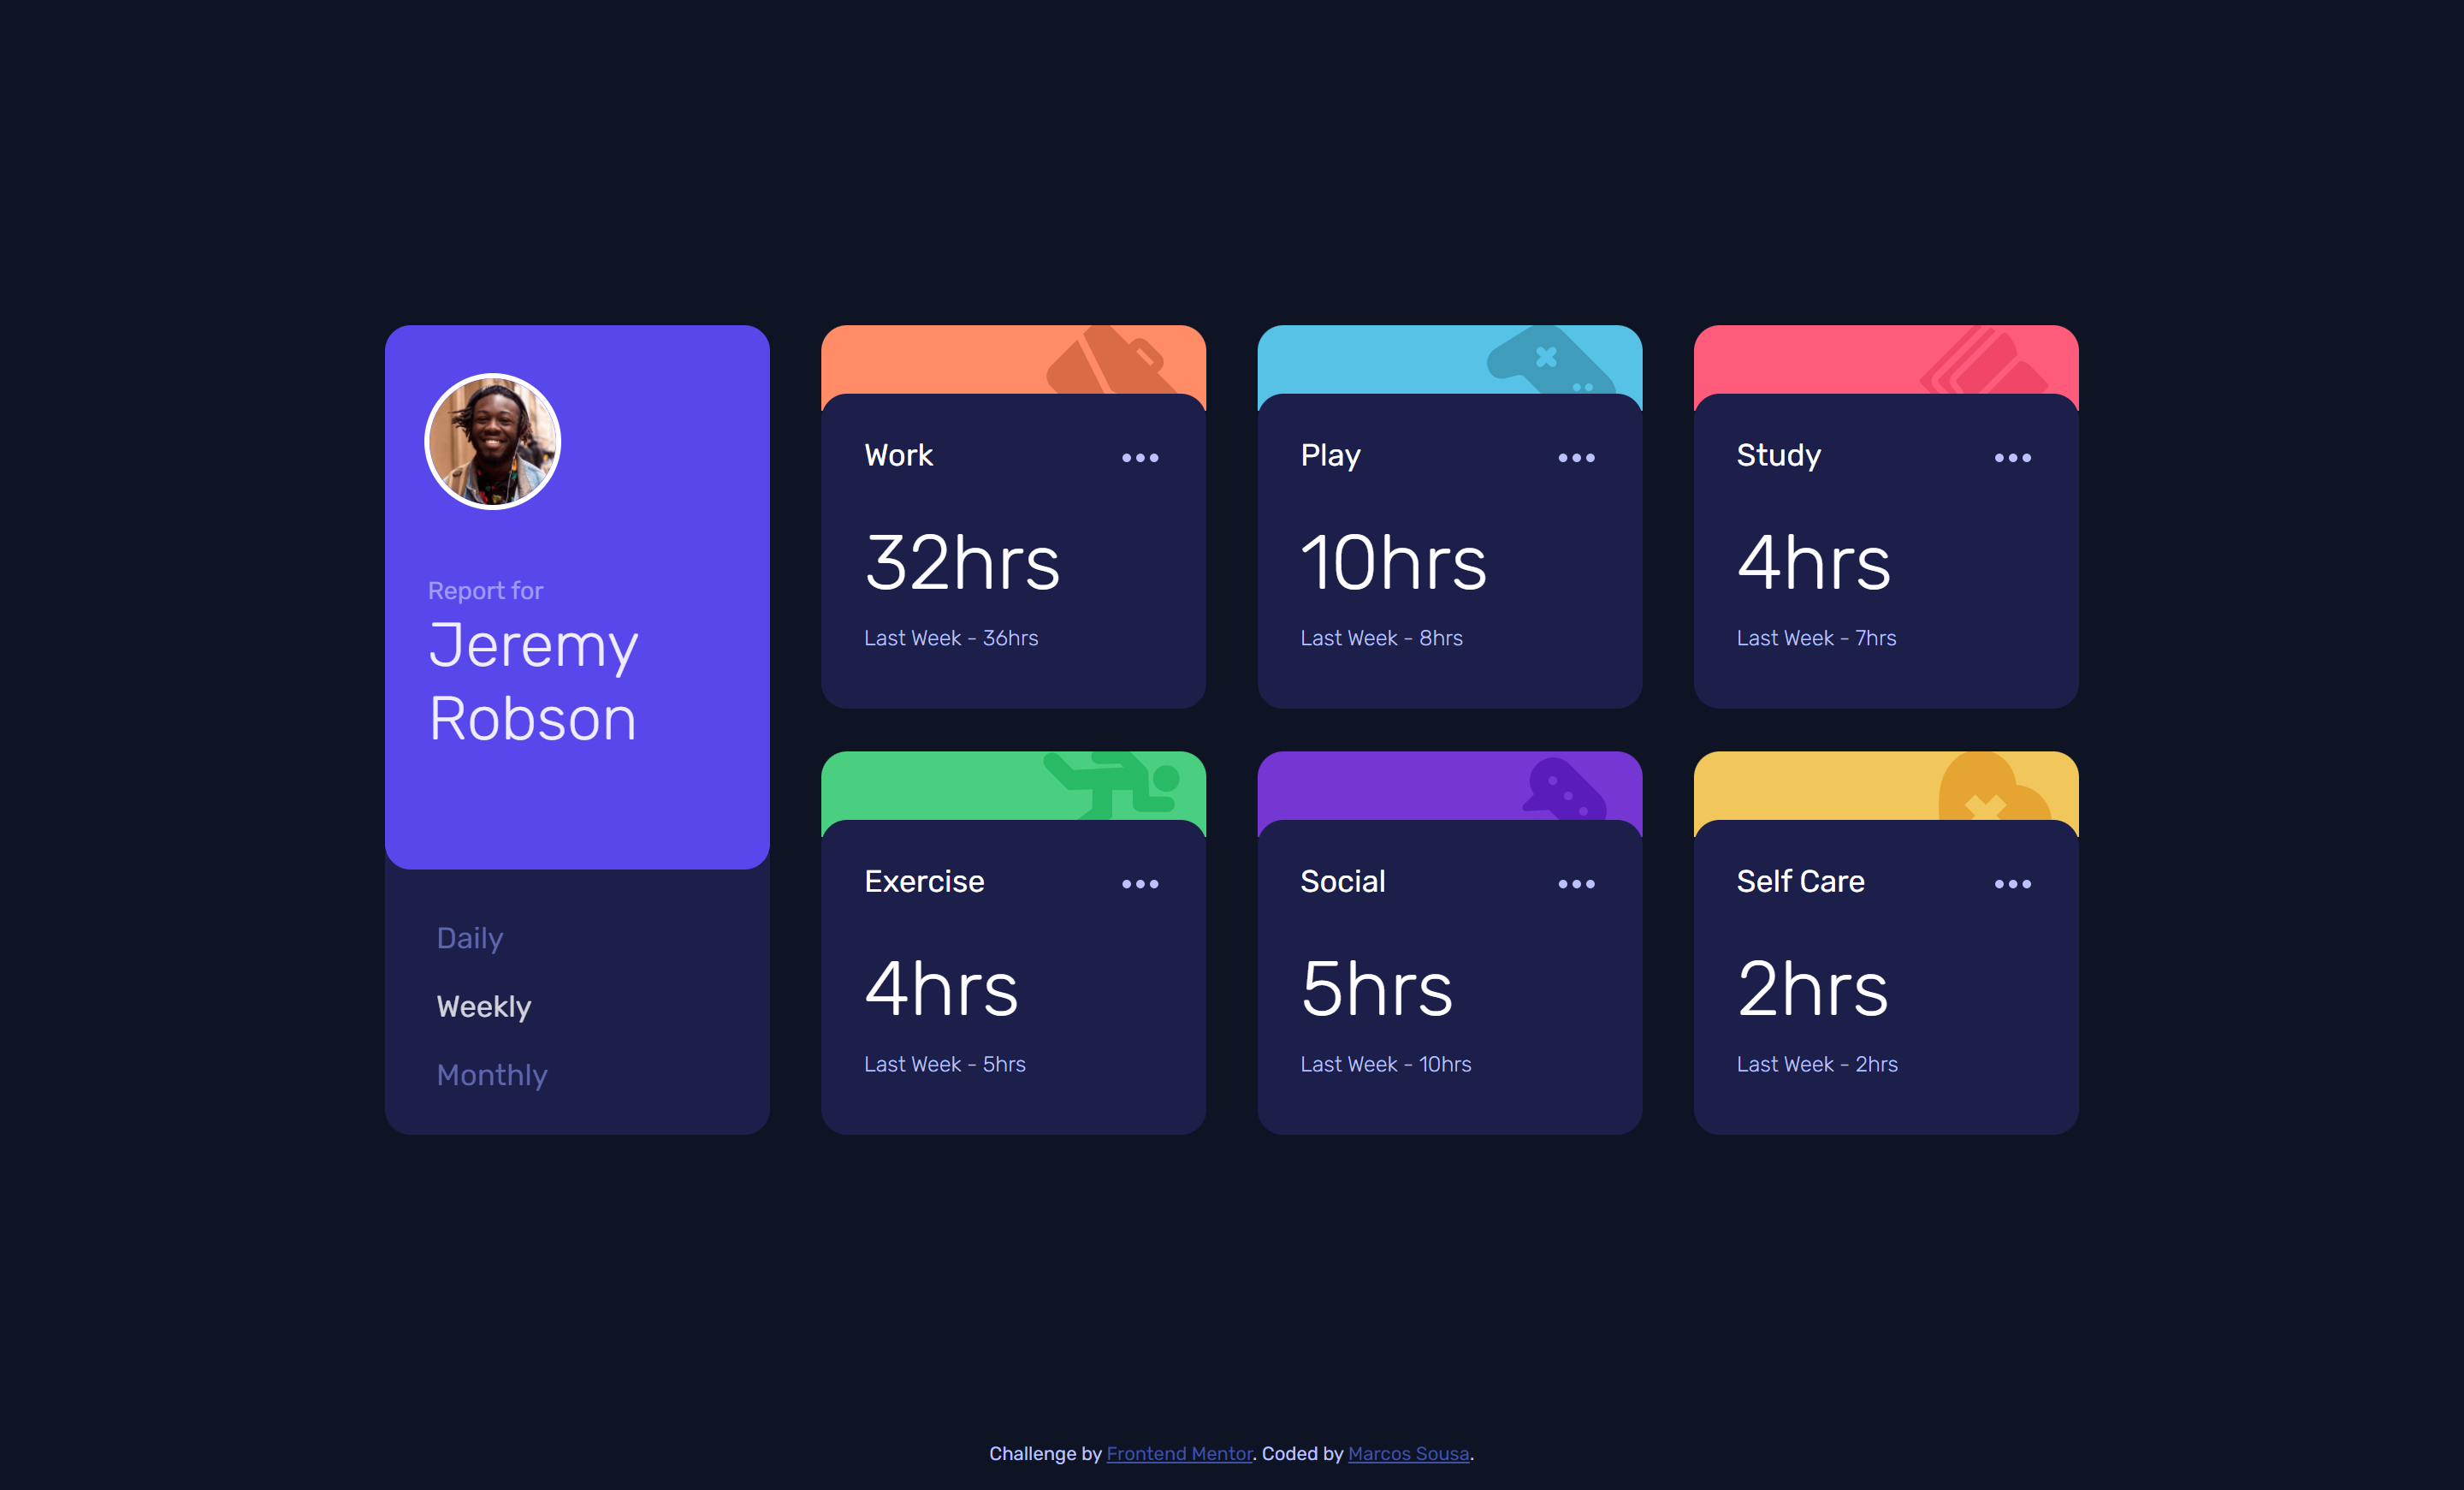 Report for
Jeremy
Robson
Daily
Weekly
Monthly
Work
32hrs
Last Week - 36hrs
Play
10hrs
Last Week - 8hrs
Study
4hrs
Last Week - 7hrs
Exercise
4hrs
Last Week - 5hrs
Social
5hrs
Last Week - 10hrs
Self Care
2hrs
Last Week - 2hrs
Challenge by Frontend Mentor. Coded by Marcos Sousa.